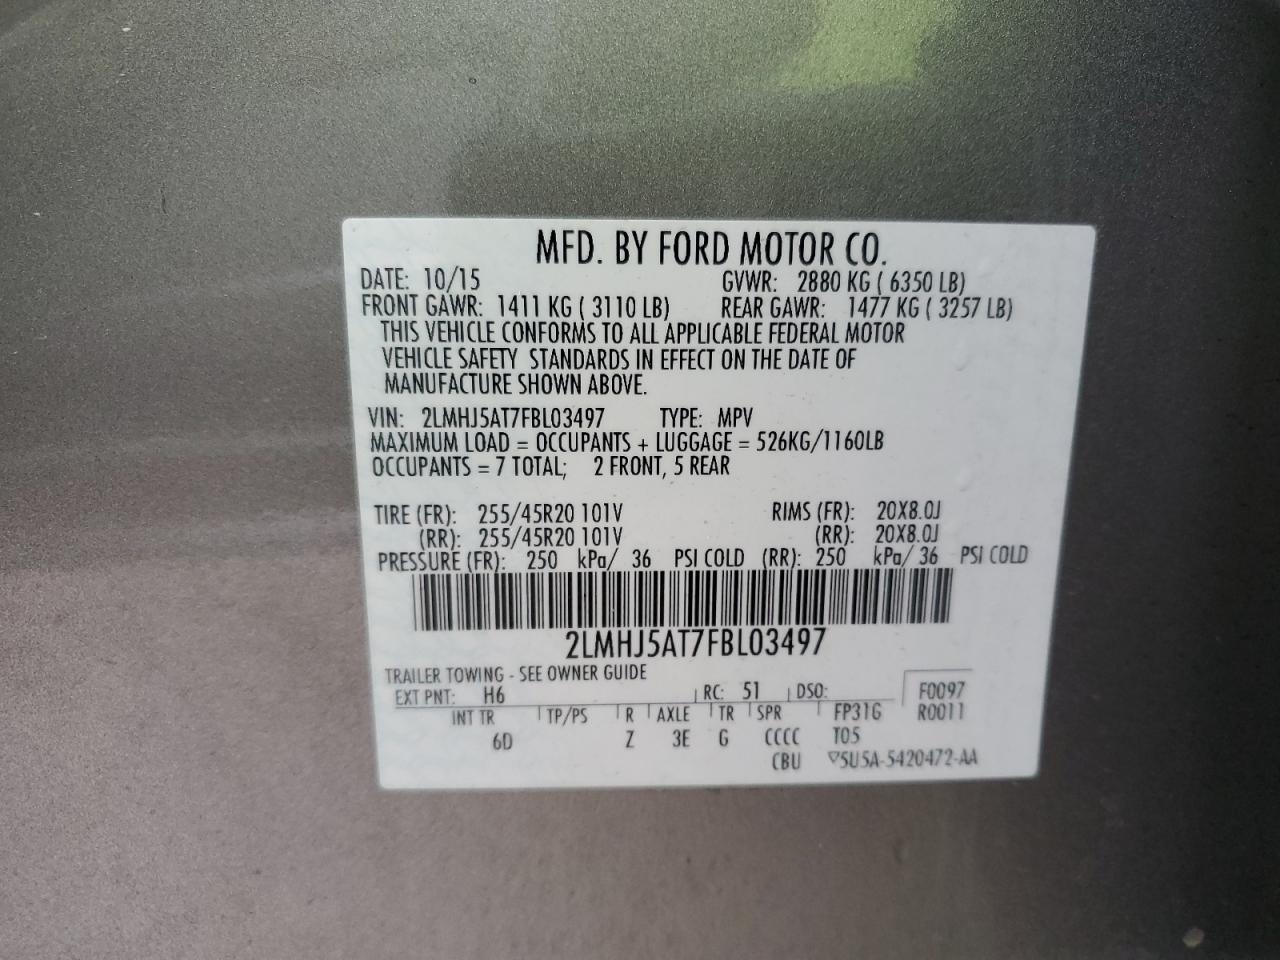 MFD. BY FORD MOTOR CO.
DATE: 10/15 GVWR: 2880 KG ( 6350 LB)
FRONT GAWR: 1411 KG ( 3110 LB) REAR GAWR: 1477 KG ( 3257 LB)
THIS VEHICLE CONFORMS TO ALL APPLICABLE FEDERAL MOTOR
VEHICLE SAFETY STANDARDS IN EFFECT ON THE DATE OF
MANUFACTURE SHOWN ABOVE.
VIN: 2LMHJ5AT7FBL03497 TYPE: MPV
MAXIMUM LOAD = OCCUPANTS + LUGGAGE = 526KG/1160LB
OCCUPANTS = 7 TOTAL; 2 FRONT, 5 REAR
TIRE (FR): 255/45R20 101V RIMS (FR): 20X8.0J
(RR): 255/45R20 101V (RR): 20X8.0J
PRESSURE (FR): 250 kPa/ 36 PSI COLD (RR): 250 kPa/ 36 PSI COLD
2LMHJ5AT7FBL03497
TRAILER TOWING - SEE OWNER GUIDE
EXT PNT: H6 RC: 51 DSO: F0097
INT TR TP/PS R AXLE TR SPR FP31G R0011
6D Z 3E G CCCC T05
CBU ▽5U5A-5420472-AA